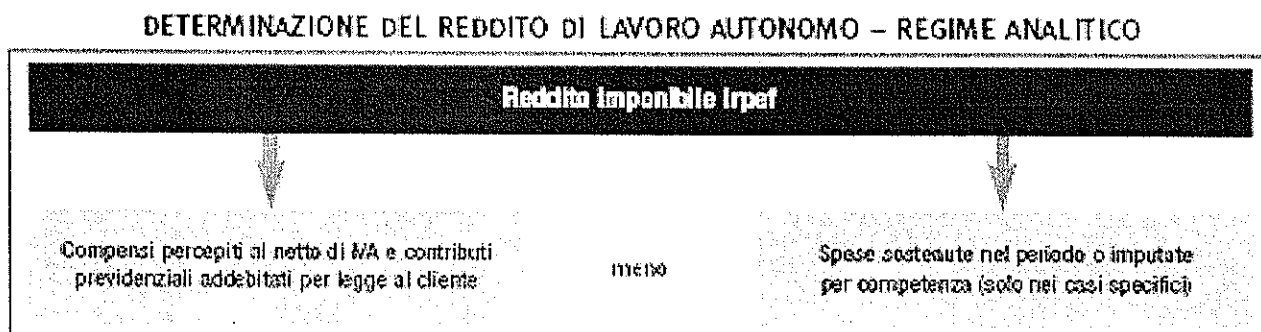 DETERMINAZIONE DEL REDDITO DI LAVORO AUTONOMO – REGIME ANALITICO
Reddito Imponibile Irpef
Compensi percepiti al netto di IVA e contributi
previdenziali addebitati per legge al cliente
meno
Spese sostenute nel periodo o imputate
per competenza (solo nei casi specifici)